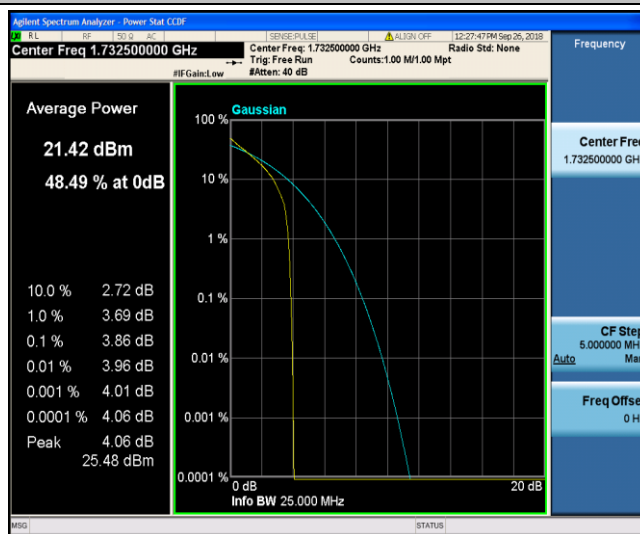 Agilent Spectrum Analyzer - Power Stat CCDF
RL RF 50 Ω AC SENSE:PULSE ALIGN OFF 12:27:47 PM Sep 26, 2018
Center Freq 1.732500000 GHz
Center Freq: 1.732500000 GHz Radio Std: None
Trig: Free Run Counts:1.00 M/1.00 Mpt
#IFGain:Low #Atten: 40 dB
Frequency
Average Power
21.42 dBm
48.49 % at 0dB
10.0 % 2.72 dB
1.0 % 3.69 dB
0.1 % 3.86 dB
0.01 % 3.96 dB
0.001 % 4.01 dB
0.0001 % 4.06 dB
Peak 4.06 dB
25.48 dBm
Gaussian
100 %
10 %
1 %
0.1 %
0.01 %
0.001 %
0.0001 %
0 dB 20 dB
Info BW 25.000 MHz
Center Fre
1.732500000 GH
CF Step
5.000000 MH
Auto Ma
Freq Offse
0 H
MSG STATUS